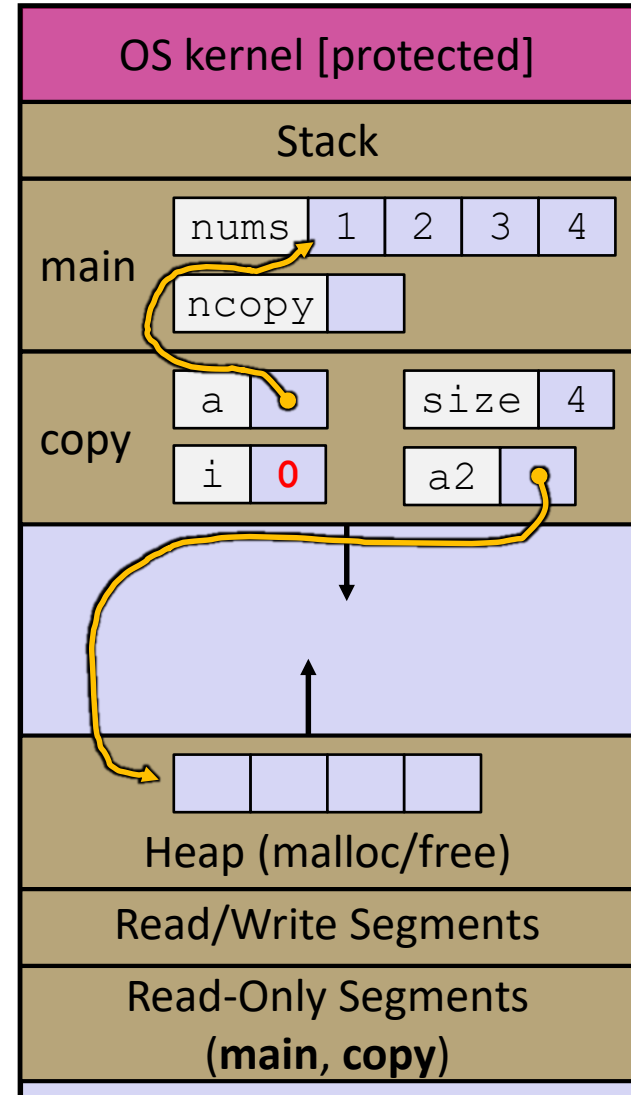 OS kernel [protected]
Stack
main
nums 1 2 3 4
ncopy
copy
a size 4
i 0 a2
Heap (malloc/free)
Read/Write Segments
Read-Only Segments
(main, copy)